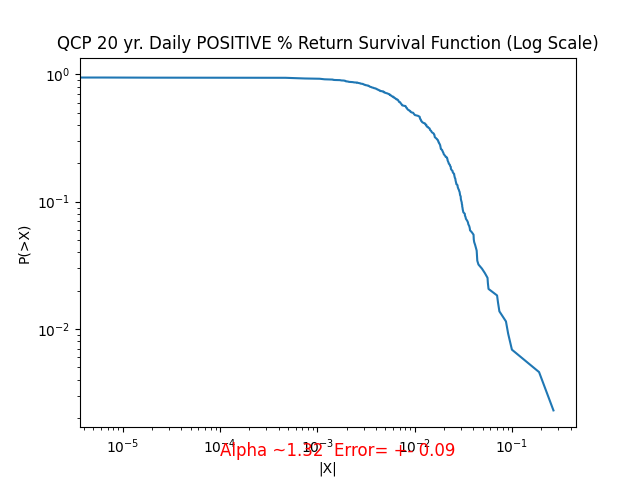 QCP 20 yr. Daily POSITIVE % Return Survival Function (Log Scale)
P(>X)
10⁰
10⁻¹
10⁻²
10⁻⁵ 10⁻⁴ 10⁻³ 10⁻² 10⁻¹
Alpha ~1.32 Error= +- 0.09
|X|